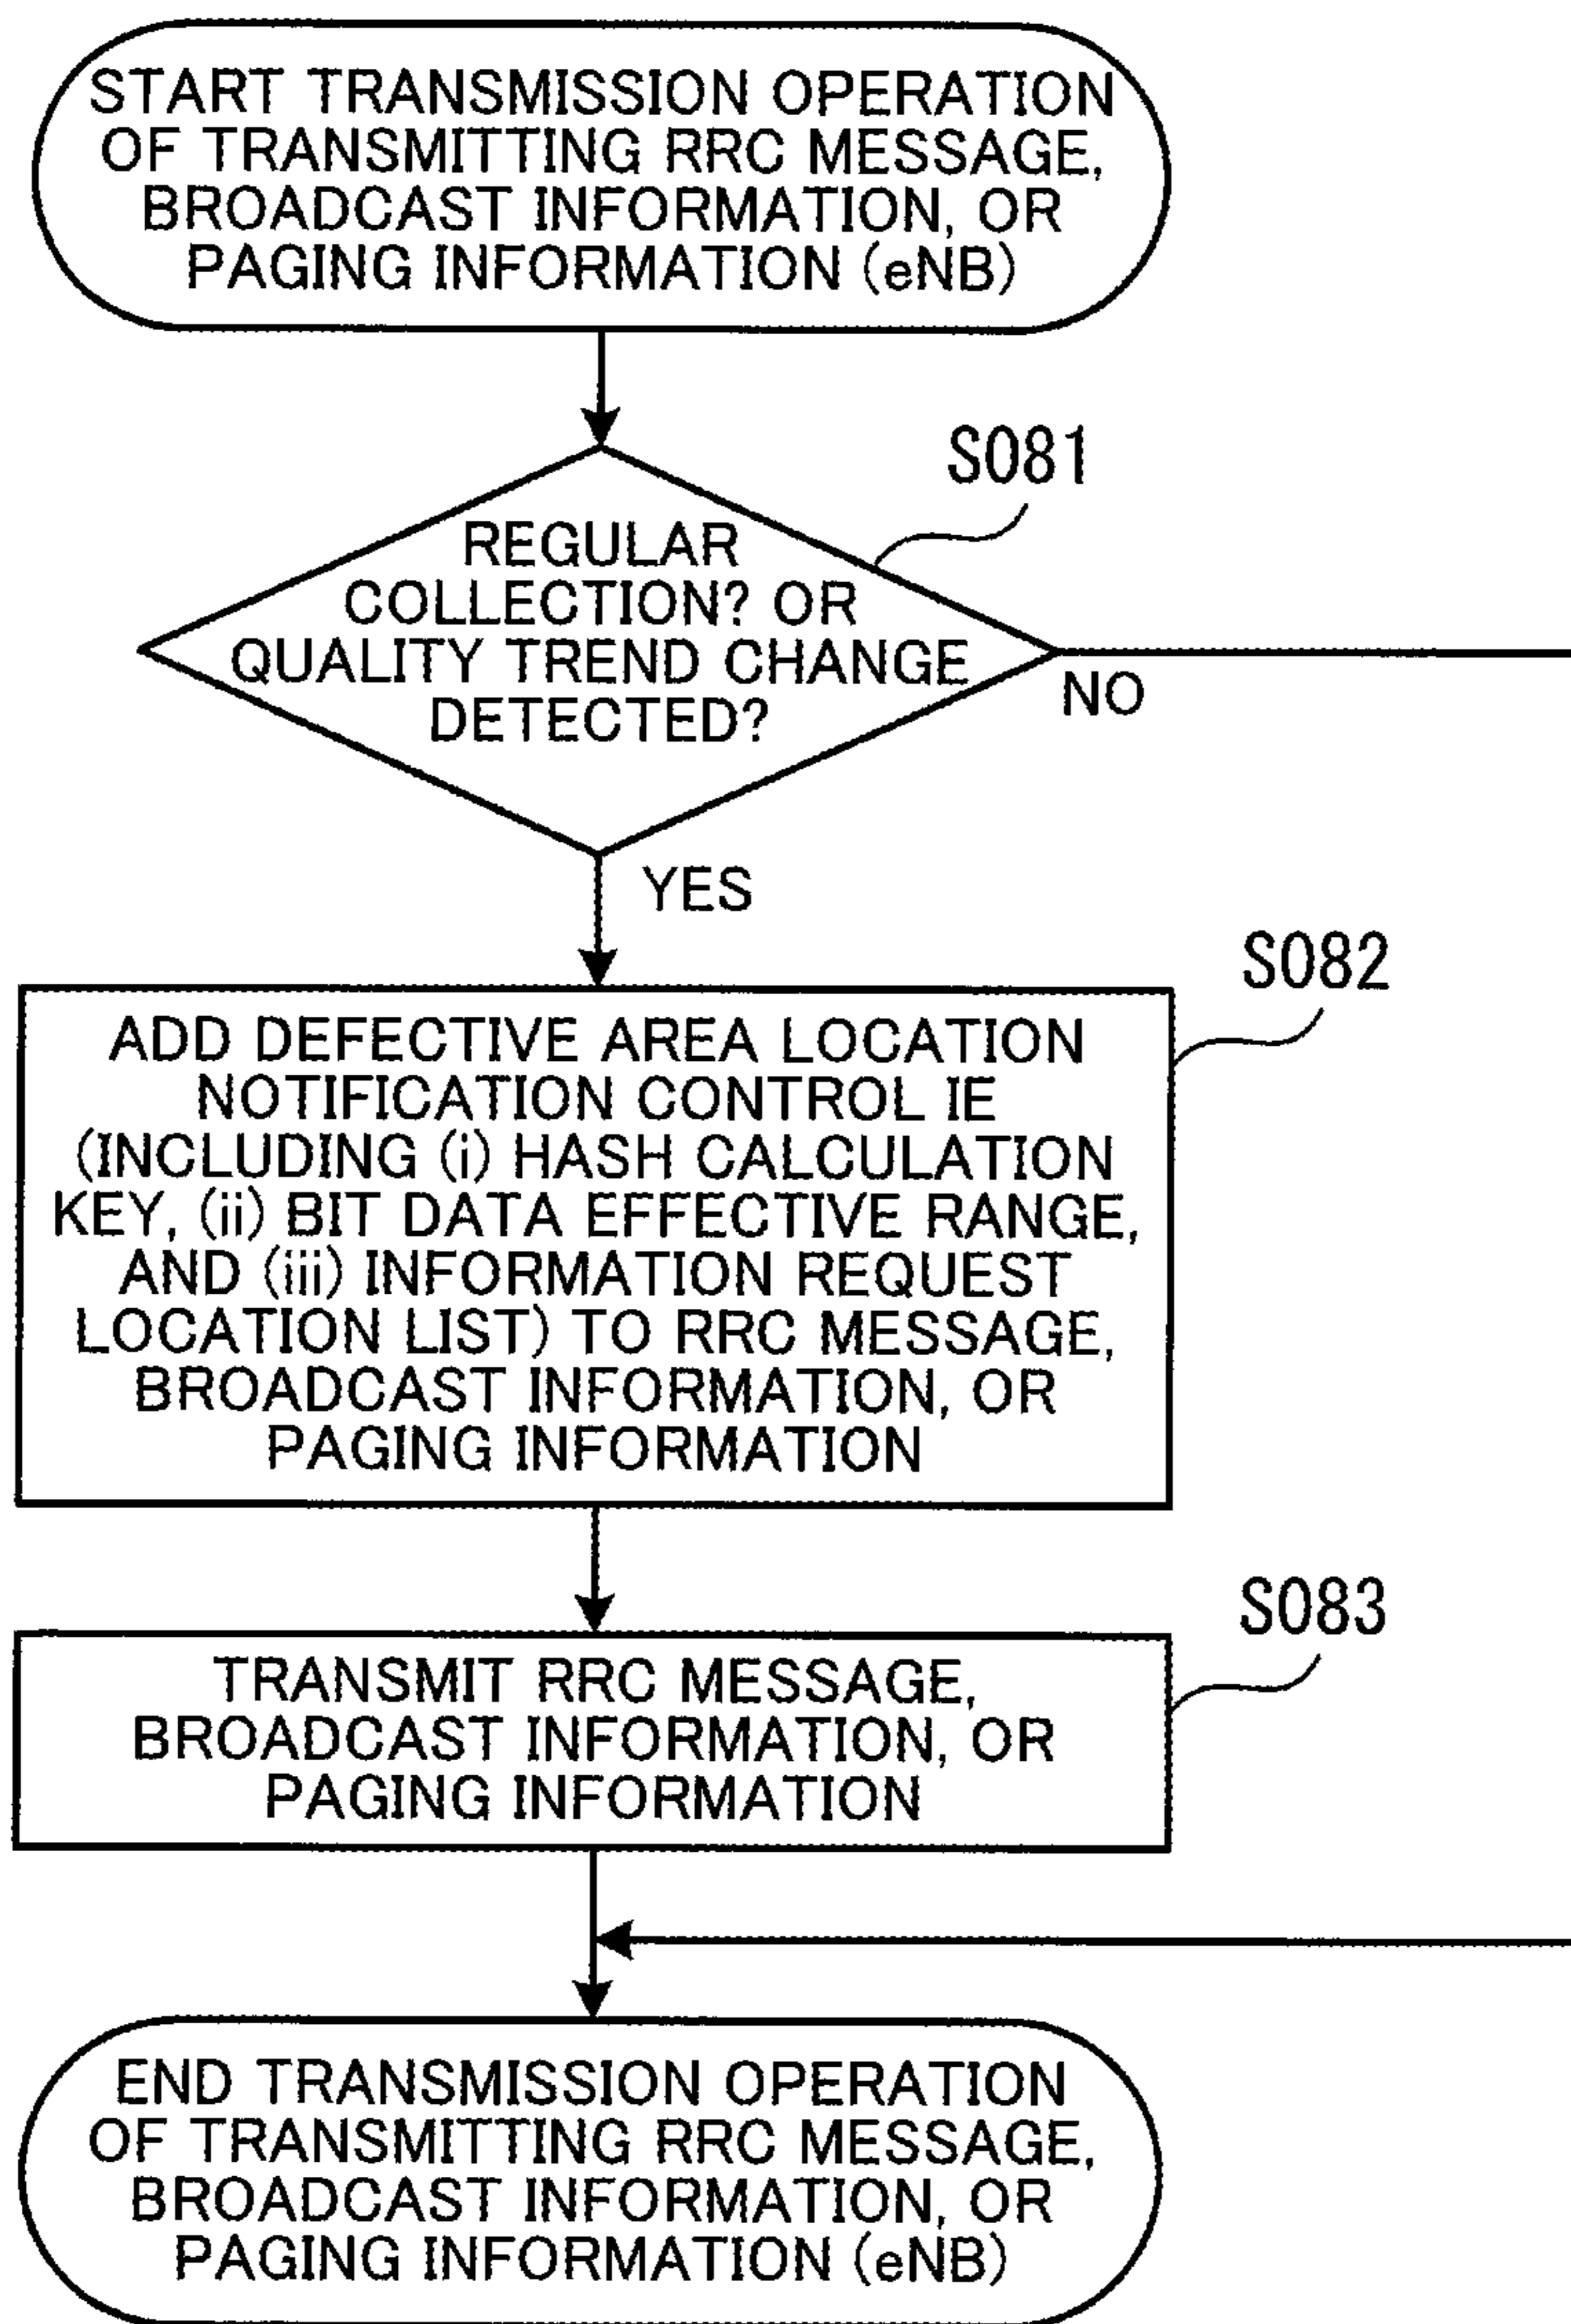 START TRANSMISSION OPERATION
OF TRANSMITTING RRC MESSAGE,
BROADCAST INFORMATION, OR
PAGING INFORMATION (eNB)
S081
REGULAR
COLLECTION? OR
QUALITY TREND CHANGE
DETECTED?
NO
YES
S082
ADD DEFECTIVE AREA LOCATION
NOTIFICATION CONTROL IE
(INCLUDING (i) HASH CALCULATION
KEY, (ii) BIT DATA EFFECTIVE RANGE,
AND (iii) INFORMATION REQUEST
LOCATION LIST) TO RRC MESSAGE,
BROADCAST INFORMATION, OR
PAGING INFORMATION
S083
TRANSMIT RRC MESSAGE,
BROADCAST INFORMATION, OR
PAGING INFORMATION
END TRANSMISSION OPERATION
OF TRANSMITTING RRC MESSAGE,
BROADCAST INFORMATION, OR
PAGING INFORMATION (eNB)